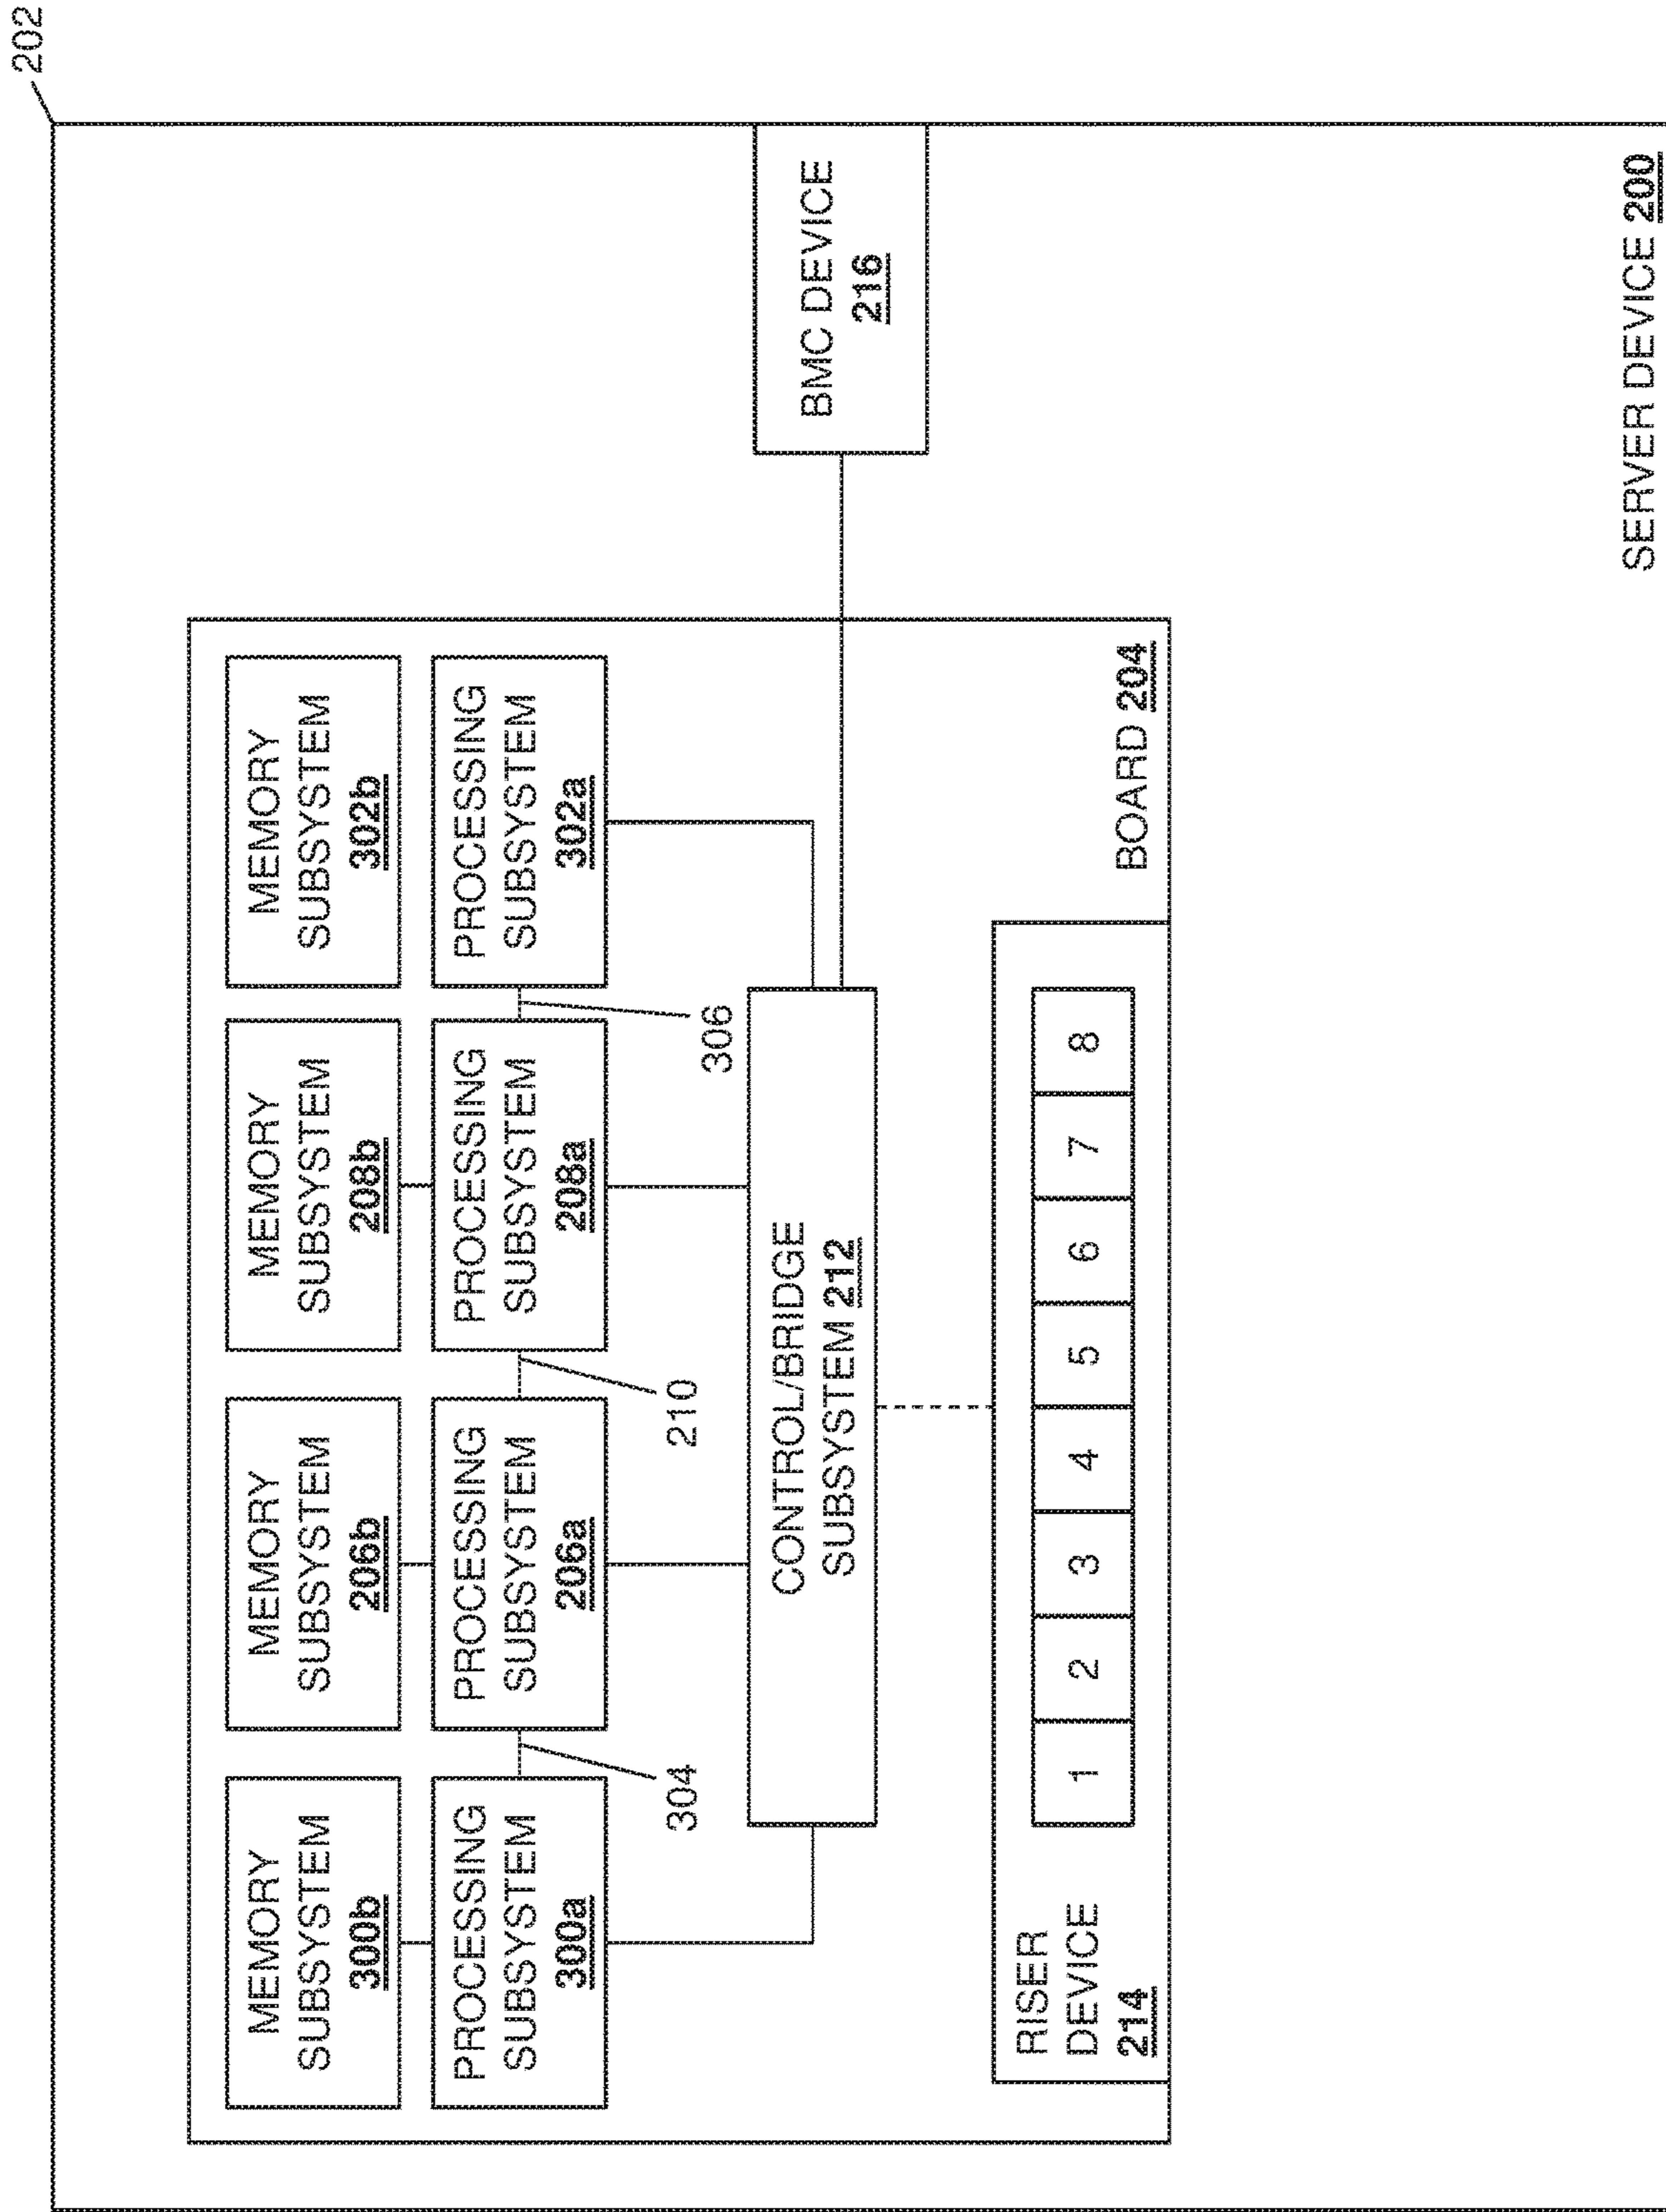 202
MEMORY
SUBSYSTEM
300b
MEMORY
SUBSYSTEM
206b
MEMORY
SUBSYSTEM
208b
MEMORY
SUBSYSTEM
302b
PROCESSING
SUBSYSTEM
300a
PROCESSING
SUBSYSTEM
206a
PROCESSING
SUBSYSTEM
208a
PROCESSING
SUBSYSTEM
302a
304
210
306
CONTROL/BRIDGE
SUBSYSTEM 212
BMC DEVICE
216
RISER
DEVICE
214
1 2 3 4 5 6 7 8
BOARD 204
SERVER DEVICE 200